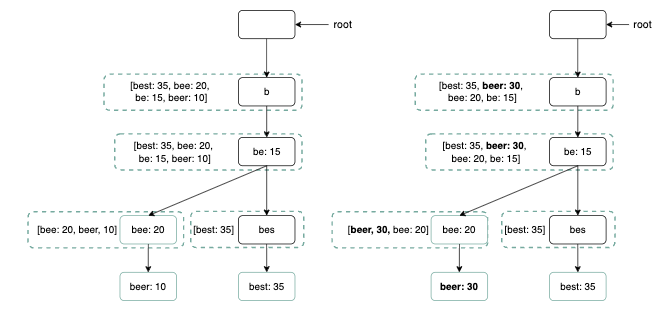 root
[best: 35, bee: 20,
be: 15, beer: 10]
b
[best: 35, bee: 20,
be: 15, beer: 10]
be: 15
[bee: 20, beer, 10]
bee: 20
[best: 35]
bes
beer: 10
best: 35
root
[best: 35, beer: 30,
bee: 20, be: 15]
b
[best: 35, beer: 30,
bee: 20, be: 15]
be: 15
[beer, 30, bee: 20]
bee: 20
[best: 35]
bes
beer: 30
best: 35